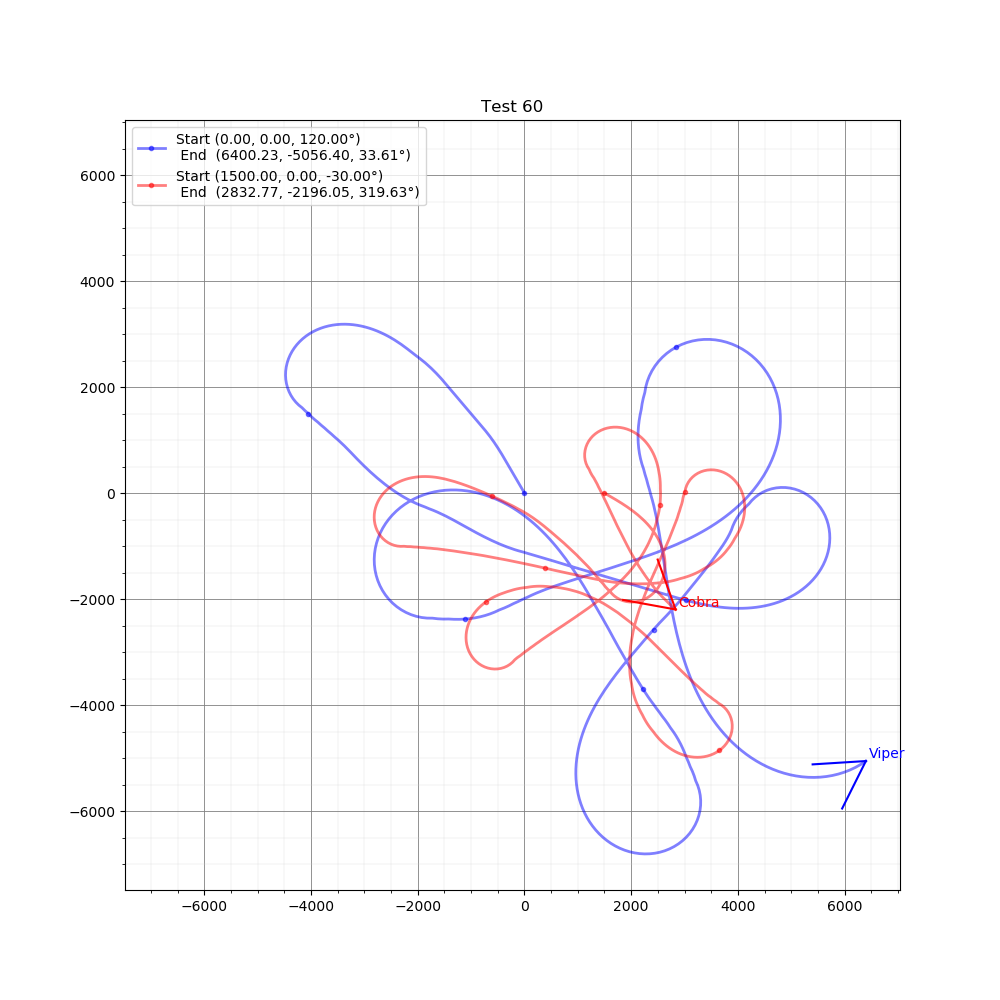 Test 60
Start (0.00, 0.00, 120.00°)
End  (6400.23, -5056.40, 33.61°)
Start (1500.00, 0.00, -30.00°)
End  (2832.77, -2196.05, 319.63°)
6000
4000
2000
0
−2000
−4000
−6000
Cobra
Viper
−6000 −4000 −2000 0 2000 4000 6000